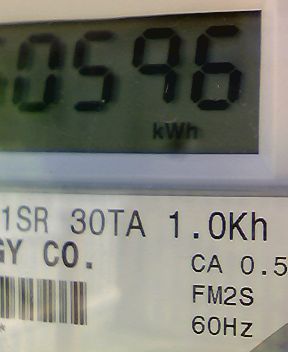 0596
kWh
1SR 30TA 1.0Kh
GY CO.
CA 0.5
FM2S
60Hz